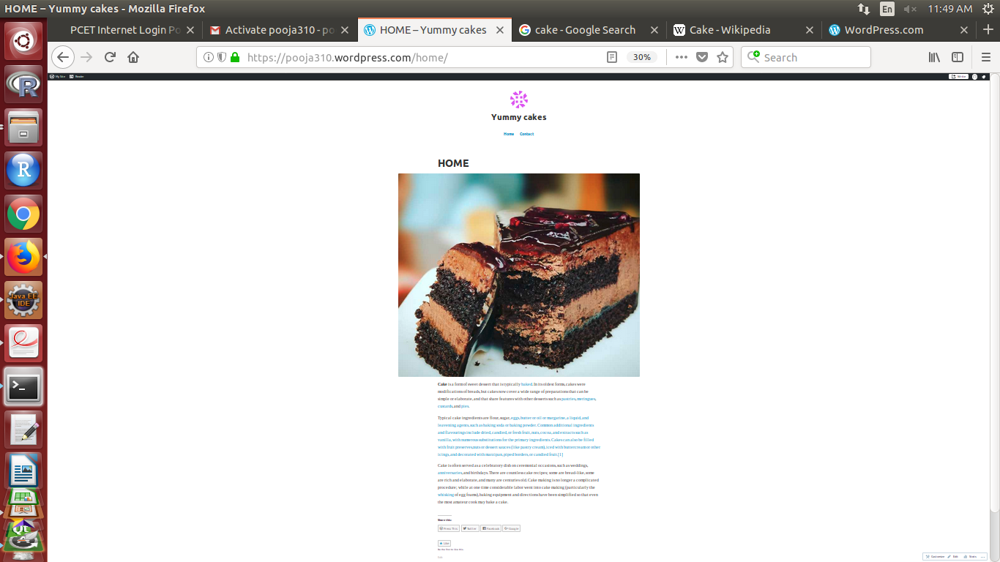 HOME – Yummy cakes - Mozilla Firefox
En
11:49 AM
PCET Internet Login Po
Activate pooja310 - po
HOME – Yummy cakes
cake - Google Search
Cake - Wikipedia
WordPress.com
https://pooja310.wordpress.com/home/
30%
Search
My Site
Reader
Write
Yummy cakes
Home Contact
HOME
Cake is a form of sweet dessert that is typically baked. In its oldest forms, cakes were
modifications of breads, but cakes now cover a wide range of preparations that can be
simple or elaborate, and that share features with other desserts such as pastries, meringues,
custards, and pies.
Typical cake ingredients are flour, sugar, eggs, butter or oil or margarine, a liquid, and
leavening agents, such as baking soda or baking powder. Common additional ingredients
and flavourings include dried, candied, or fresh fruit, nuts, cocoa, and extracts such as
vanilla, with numerous substitutions for the primary ingredients. Cakes can also be filled
with fruit preserves, nuts or dessert sauces (like pastry cream), iced with buttercream or other
icings, and decorated with marzipan, piped borders, or candied fruit.[1]
Cake is often served as a celebratory dish on ceremonial occasions, such as weddings,
anniversaries, and birthdays. There are countless cake recipes; some are bread-like, some
are rich and elaborate, and many are centuries old. Cake making is no longer a complicated
procedure; while at one time considerable labor went into cake making (particularly the
whisking of egg foams), baking equipment and directions have been simplified so that even
the most amateur cook may bake a cake.
Share this:
Press This Twitter Facebook Google
Like
Be the first to like this.
Edit
Customize Edit Stats
Java EE
IDE